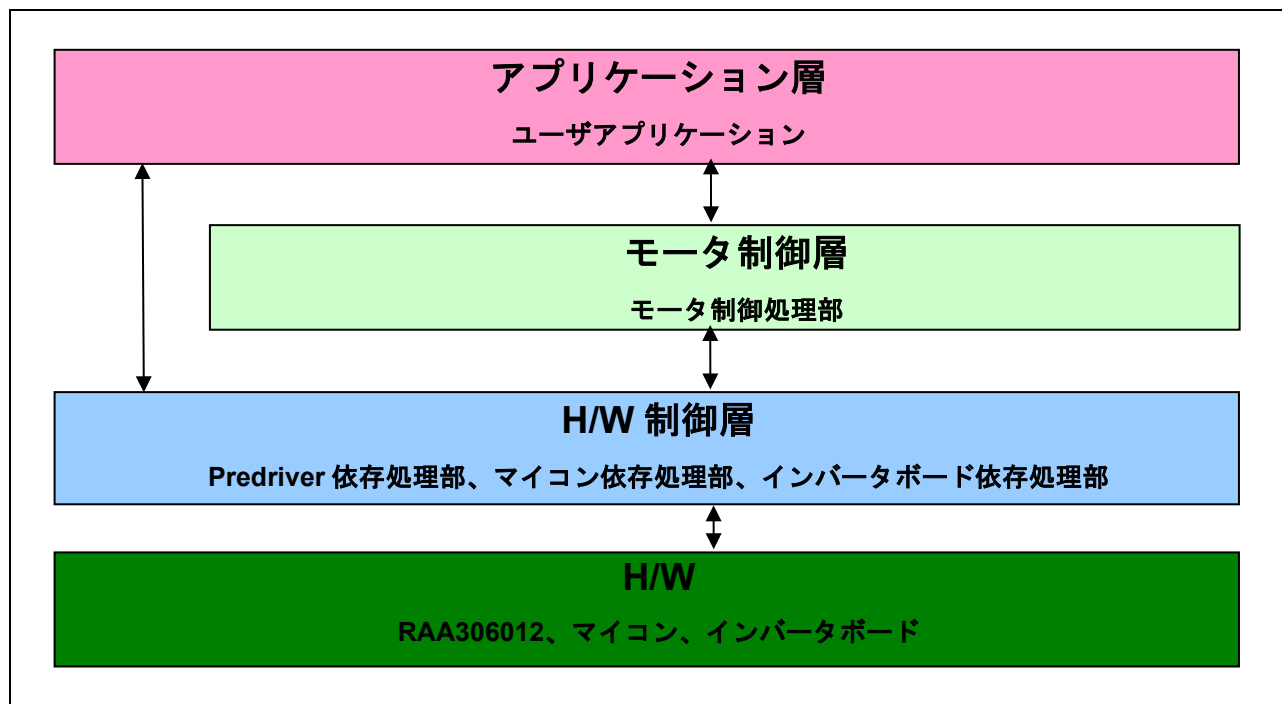 アプリケーション層
ユーザアプリケーション
モータ制御層
モータ制御処理部
H/W 制御層
Predriver 依存処理部、マイコン依存処理部、インバータボード依存処理部
H/W
RAA306012、マイコン、インバータボード